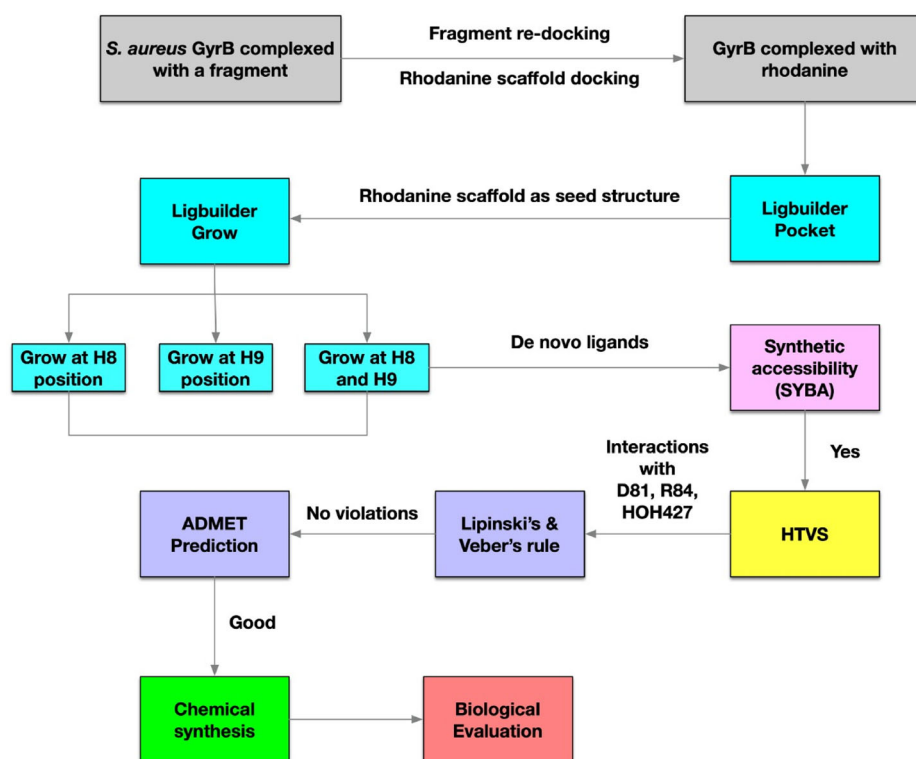 S. aureus GyrB complexed
with a fragment
Fragment re-docking
Rhodanine scaffold docking
GyrB complexed with
rhodanine
Ligbuilder
Grow
Rhodanine scaffold as seed structure
Ligbuilder
Pocket
Grow at H8
position
Grow at H9
position
Grow at H8
and H9
De novo ligands
Synthetic
accessibility
(SYBA)
Yes
Interactions
with
D81, R84,
HOH427
ADMET
Prediction
No violations
Lipinski's &
Veber's rule
HTVS
Good
Chemical
synthesis
Biological
Evaluation